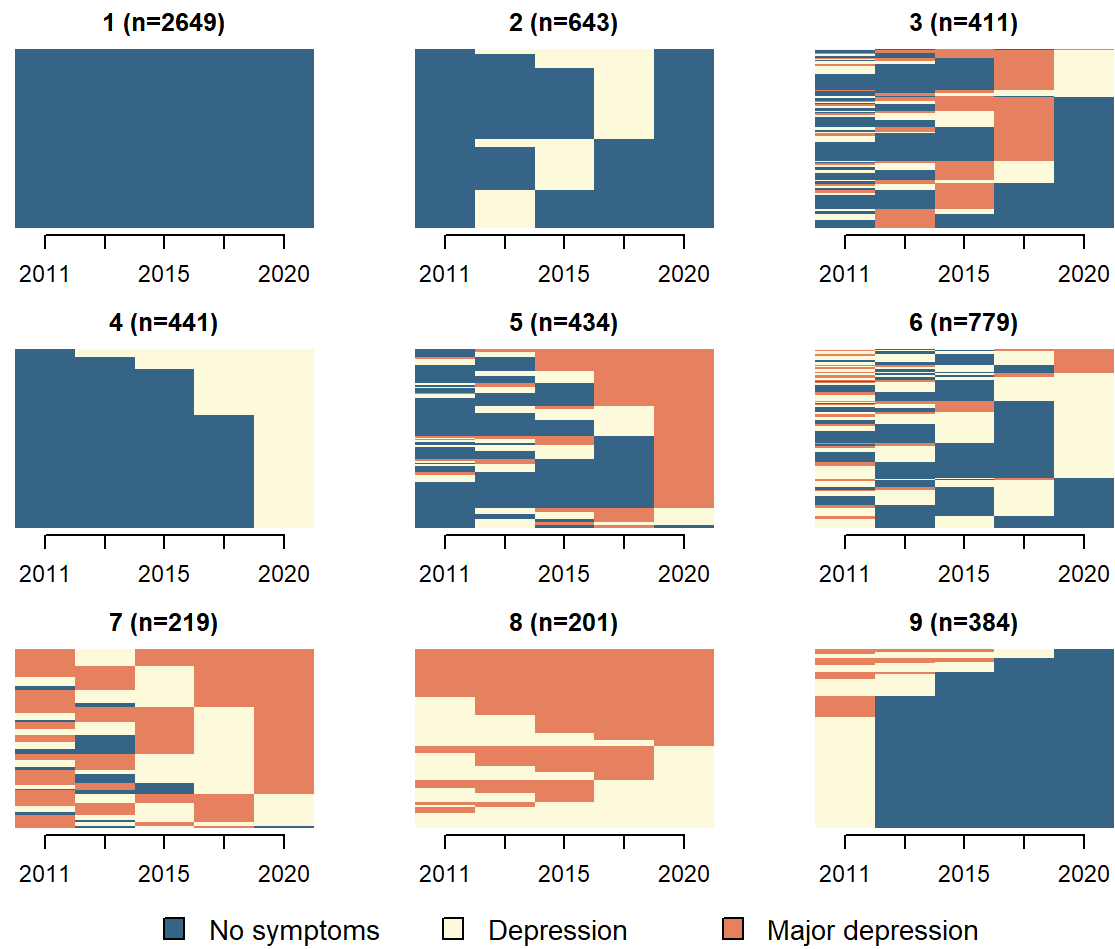 1 (n=2649) 2 (n=643) 3 (n=411)
2011 2015 2020 2011 2015 2020 2011 2015 2020
4 (n=441) 5 (n=434) 6 (n=779)
2011 2015 2020 2011 2015 2020 2011 2015 2020
7 (n=219) 8 (n=201) 9 (n=384)
2011 2015 2020 2011 2015 2020 2011 2015 2020
No symptoms Depression Major depression